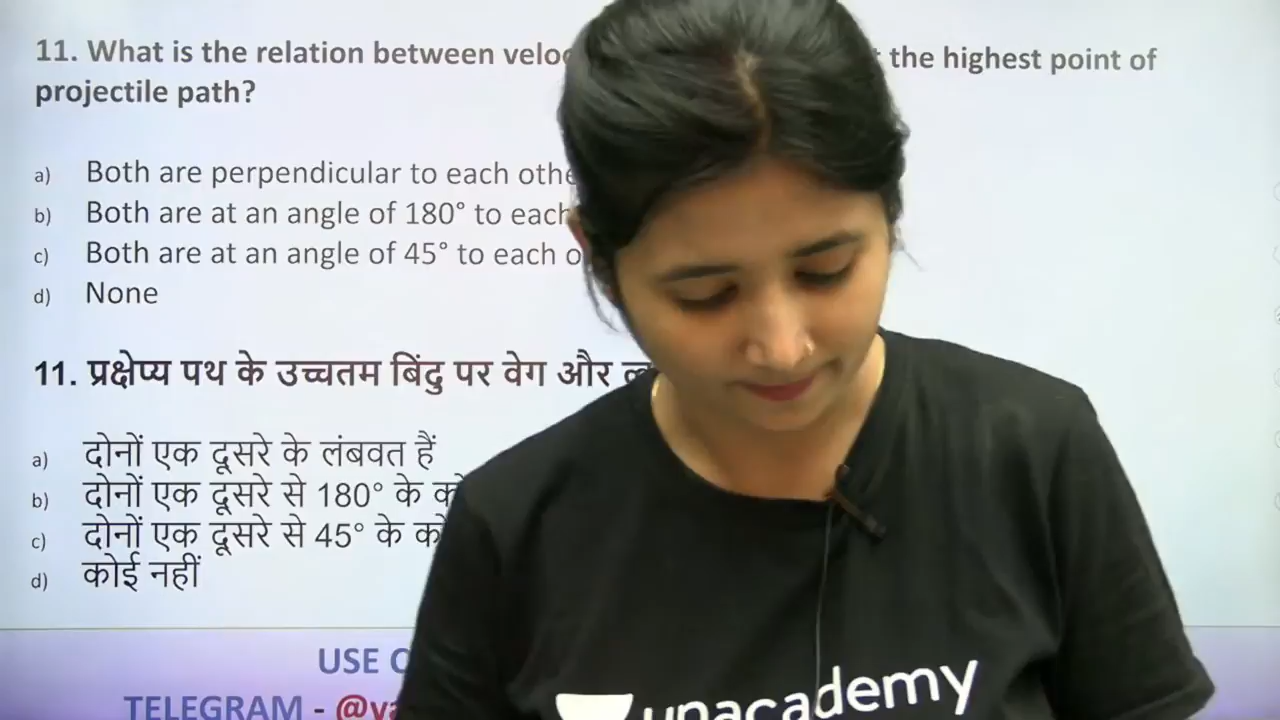 11. What is the relation between the highest point of
projectile path?
a) Both are perpendicular to each
b) Both are at an angle of 180° to each
c) Both are at an angle of 45° to each
d) None
11. प्रक्षेप्य पथ के उच्चतम बिंदु पर वेग और
a) दोनों एक दूसरे के लंबवत हैं
b) दोनों एक दूसरे से 180° के
c) दोनों एक दूसरे से 45° के
d) कोई नहीं
USE
TELEGRAM -
unacademy